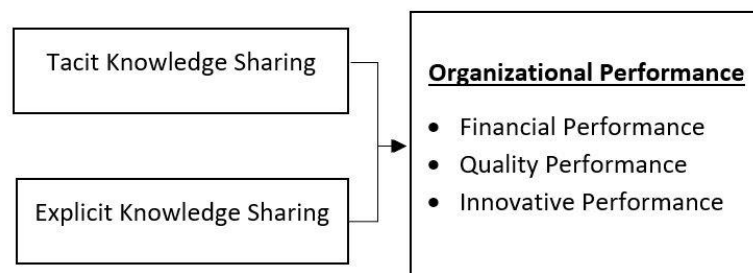 Tacit Knowledge Sharing
Explicit Knowledge Sharing
Organizational Performance
• Financial Performance
• Quality Performance
• Innovative Performance